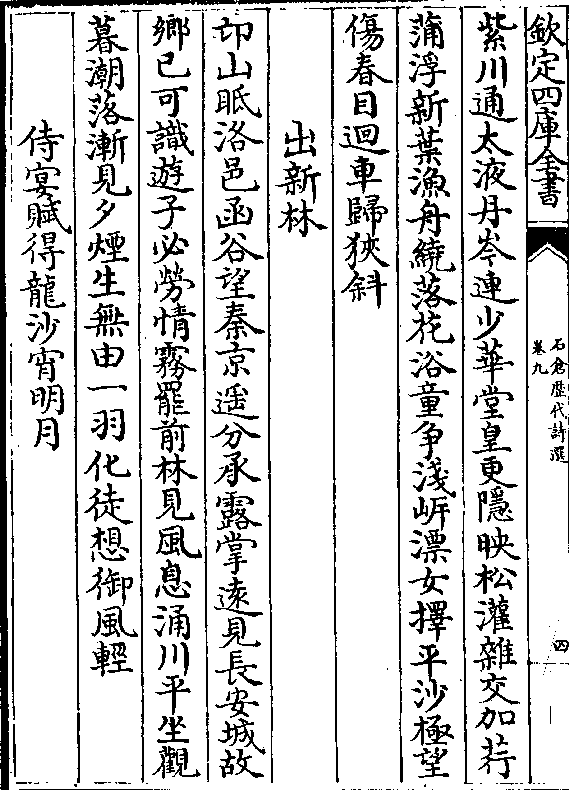 欽定四庫全書
石倉歴代詩選
卷九
四
紫川通太液丹岑連少華堂皇更隱映松灌雜交加荇
蒲浮新葉漁舟繞落花浴童争淺岍漂女擇平沙極望
傷春目迴車歸狹斜
出新林
卬山眂洛邑函谷望秦京遥分承露掌逺見長安城故
鄉已可識遊子必勞情霧罷前林見風息涌川平坐觀
暮潮落漸見夕煙生無由一羽化徒想御風輕
侍宴賦得龍沙宵明月